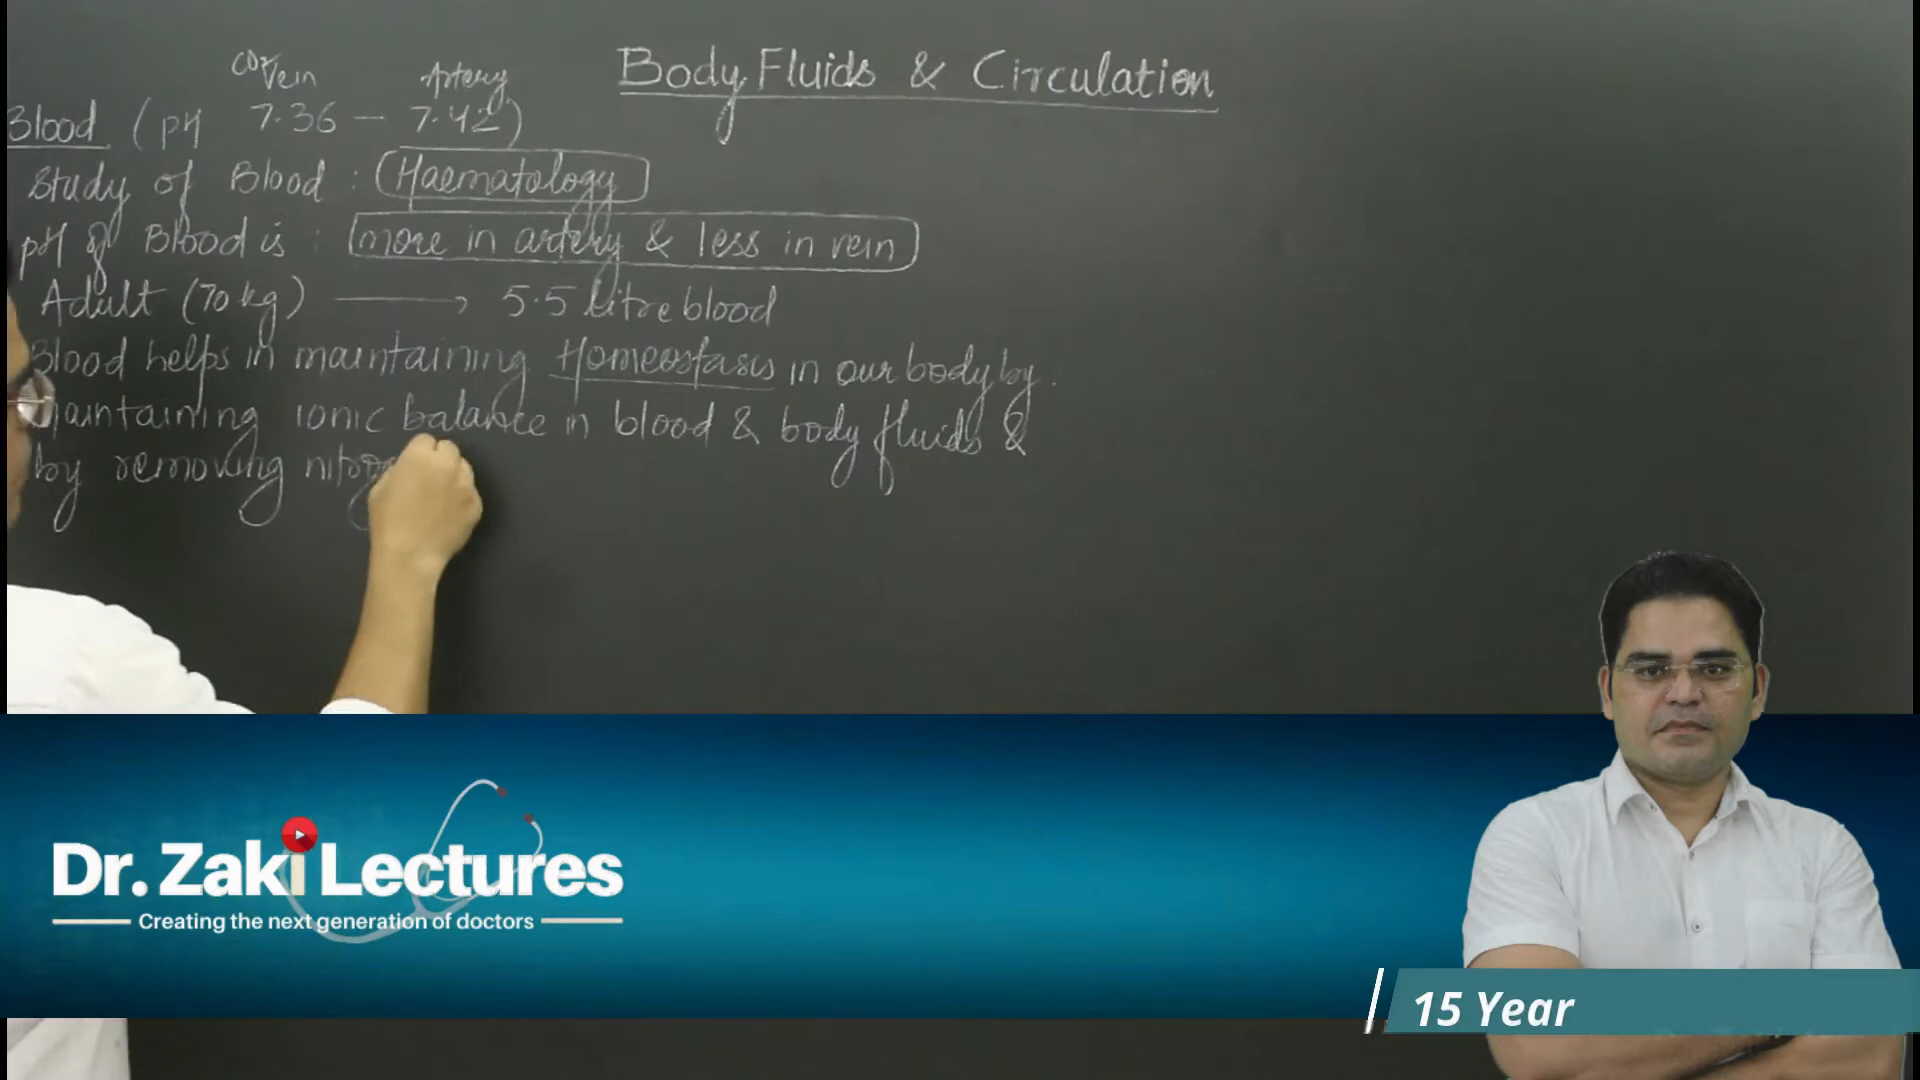 Body Fluids & Circulation
CO2 Vein Artery
Blood (pH 7.36 — 7.42)
Study of Blood : Haematology
pH of Blood is : more in artery & less in vein
Adult (70kg) → 5.5 litre blood
Blood helps in maintaining Homeostasis in our body by.
maintaining ionic balance in blood & body fluids &
by removing nitrog
Dr. Zaki Lectures
Creating the next generation of doctors
15 Year